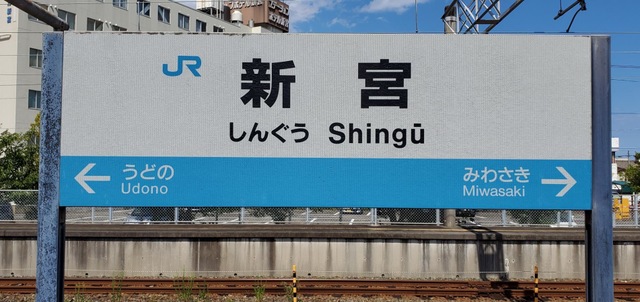 JR
新宮
しんぐう Shingū
← うどの
Udono
みわさき →
Miwasaki